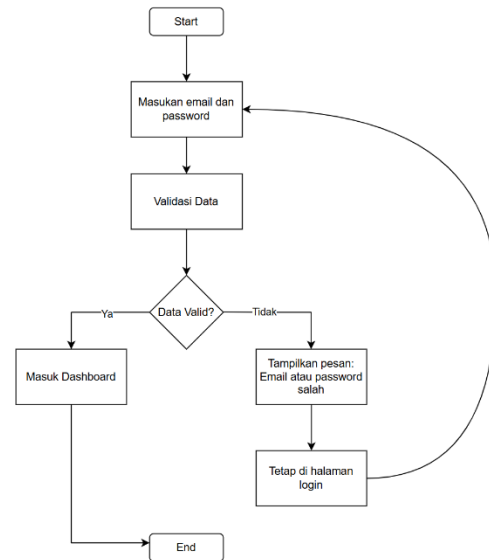 Start
Masukan email dan
password
Validasi Data
Data Valid?
Ya
Tidak
Masuk Dashboard
Tampilkan pesan:
Email atau password
salah
Tetap di halaman
login
End